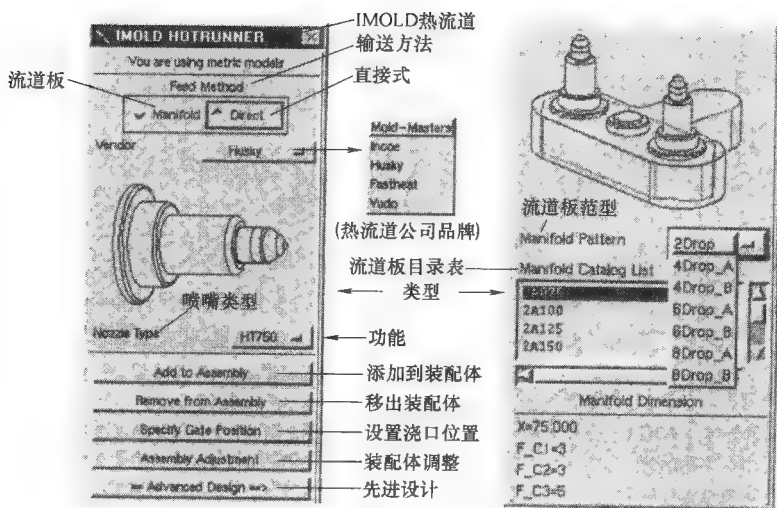 IMOLD热流道
IMOLD HOTRUNNER
输送方法
You are using metric models
流道板
Feed Method
直接式
Manifold
Direct
Vendor
Husky
Mold-Masters
Incoe
Husky
Fastheat
Yudo
(热流道公司品牌)
喷嘴类型
Nozzle Type
HT750
类型
功能
Add to Assembly
添加到装配体
Remove from Assembly
移出装配体
Specify Gate Position
设置浇口位置
Assembly Adjustment
装配体调整
Advanced Design
先进设计
流道板范型
Manifold Pattern
2Drop
流道板目录表
Manifold Catalog List
4Drop_A
4Drop_B
6Drop_A
6Drop_B
8Drop_A
8Drop_B
2A100
2A125
2A150
Manifold Dimension
X=75.000
F_C1=3
F_C2=3
F_C3=5